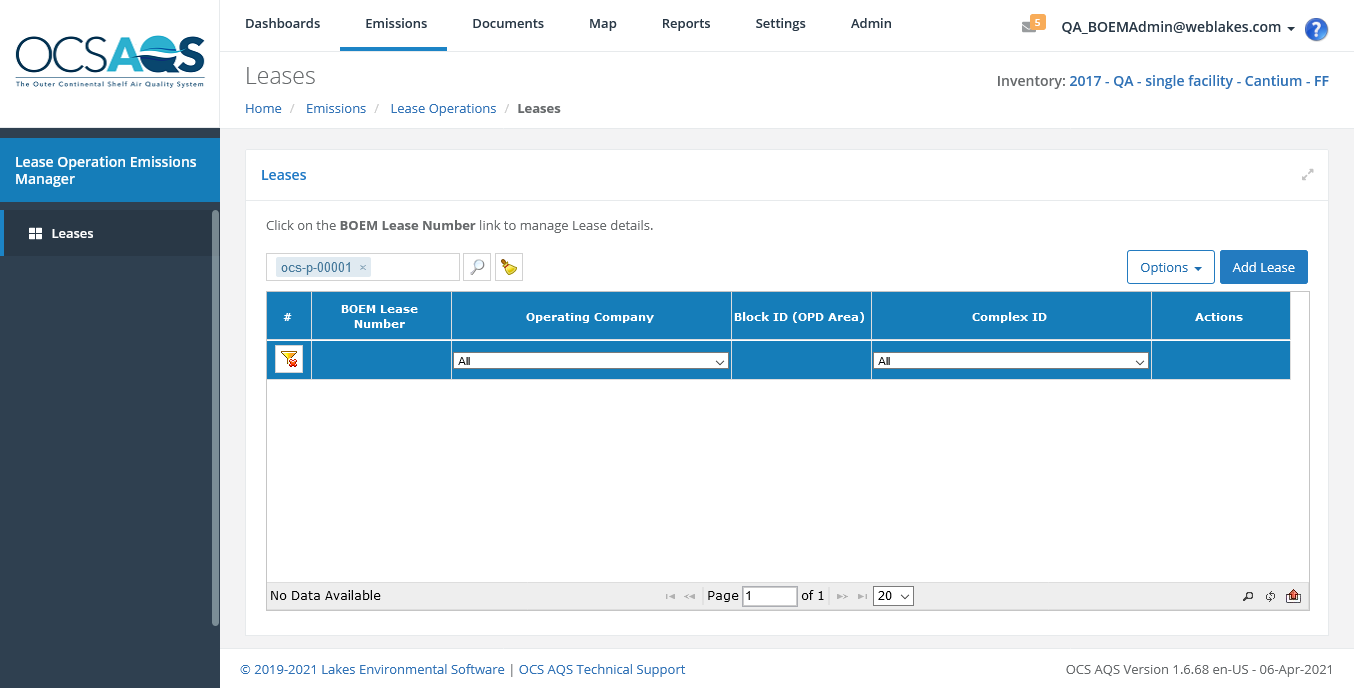 OCSAQS
The Outer Continental Shelf Air Quality System
Dashboards
Emissions
Documents
Map
Reports
Settings
Admin
5
QA_BOEMAdmin@weblakes.com
?
Leases
Inventory: 2017 - QA - single facility - Cantium - FF
Home / Emissions / Lease Operations / Leases
Lease Operation Emissions
Manager
Leases
Leases
Click on the BOEM Lease Number link to manage Lease details.
ocs-p-00001 ×
Options
Add Lease
#
BOEM Lease
Number
Operating Company
Block ID (OPD Area)
Complex ID
Actions
All
All
No Data Available
Page 1 of 1
20
© 2019-2021 Lakes Environmental Software | OCS AQS Technical Support
OCS AQS Version 1.6.68 en-US - 06-Apr-2021